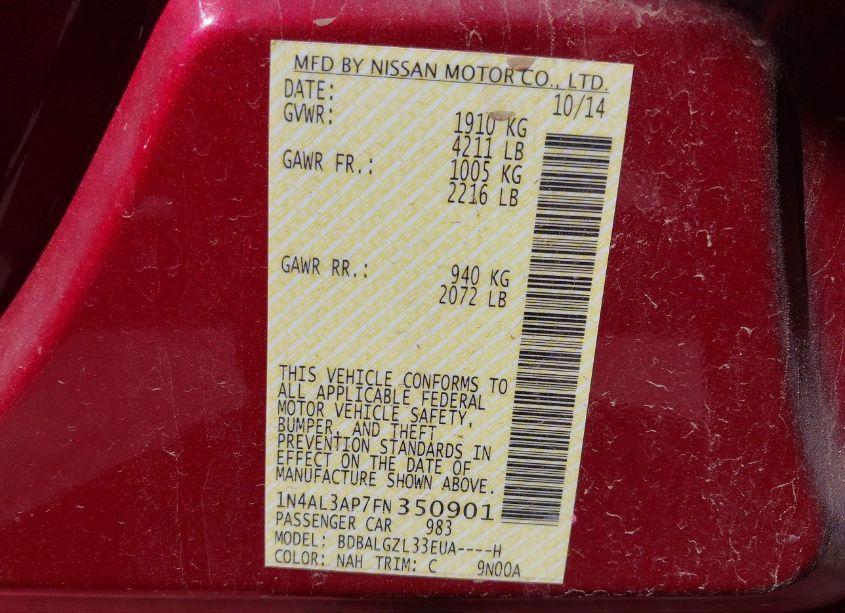 MFD BY NISSAN MOTOR CO., LTD.
DATE: 10/14
GVWR: 1910 KG
4211 LB
GAWR FR.: 1005 KG
2216 LB
GAWR RR.: 940 KG
2072 LB
THIS VEHICLE CONFORMS TO
ALL APPLICABLE FEDERAL
MOTOR VEHICLE SAFETY,
BUMPER, AND THEFT
PREVENTION STANDARDS IN
EFFECT ON THE DATE OF
MANUFACTURE SHOWN ABOVE.
1N4AL3AP7FN350901
PASSENGER CAR 983
MODEL: BDBALGZL33EUA----H
COLOR: NAH TRIM: C 9N00A